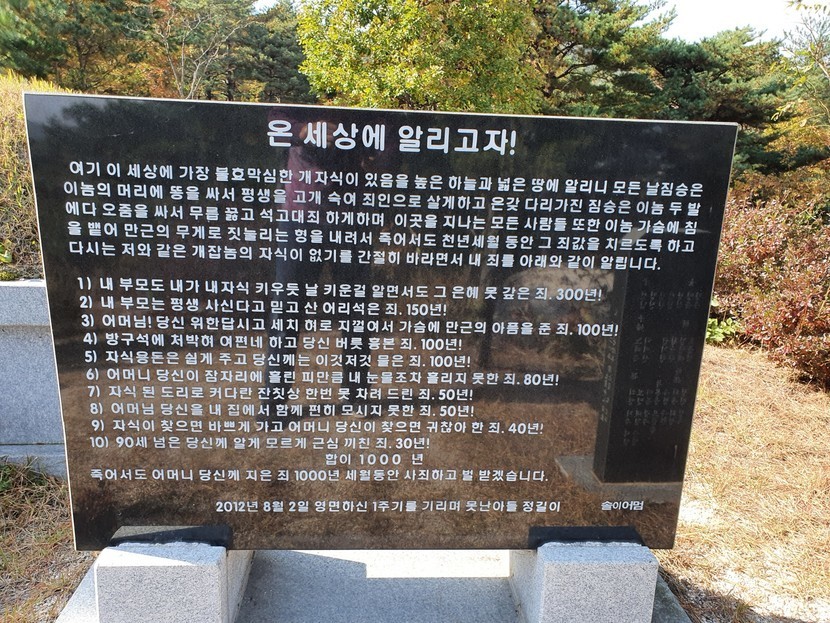 온 세상에 알리고자!
여기 이 세상에 가장 불효막심한 개자식이 있음을 높은 하늘과 넓은 땅에 알리니 모든 날짐승은
이놈의 머리에 똥을 싸서 평생을 고개 숙여 죄인으로 살게하고 온갖 다리가진 짐승은 이놈 두 발
에다 오줌을 싸서 무릎 꿇고 석고대죄 하게하며 이곳을 지나는 모든 사람들 또한 이놈 가슴에 침
을 뱉어 만근의 무게로 짓눌리는 형을 내려서 죽어서도 천년세월 동안 그 죄값을 치르도록 하고
다시는 저와 같은 개잡놈의 자식이 없기를 간절히 바라면서 내 죄를 아래와 같이 알립니다.
1) 내 부모도 내가 내자식 키우듯 날 키운걸 알면서도 그 은혜 못 갚은 죄. 300년!
2) 내 부모는 평생 사신다고 믿고 산 어리석은 죄. 150년!
3) 어머님! 당신 위한답시고 세치 혀로 지껄여서 가슴에 만근의 아픔을 준 죄. 100년!
4) 방구석에 처박혀 여편네 하고 당신 버릇 흉본 죄. 100년!
5) 자식용돈은 쉽게 주고 당신께는 이것저것 물은 죄. 100년!
6) 어머니 당신이 잠자리에 흘린 피만큼 내 눈물조차 흘리지 못한 죄. 80년!
7) 자식 된 도리로 커다란 잔칫상 한번 못 차려 드린 죄. 50년!
8) 어머님 당신을 내 집에서 함께 편히 모시지 못한 죄. 50년!
9) 자식이 찾으면 바쁘게 가고 어머니 당신이 찾으면 귀찮아 한 죄. 40년!
10) 90세 넘은 당신께 알게 모르게 근심 끼친 죄. 30년!
합이 1000 년
죽어서도 어머니 당신께 지은 죄 1000년 세월동안 사죄하고 벌 받겠습니다.
2012년 8월 2일 영면하신 1주기를 기리며 못난아들 정길이 솔이어멈